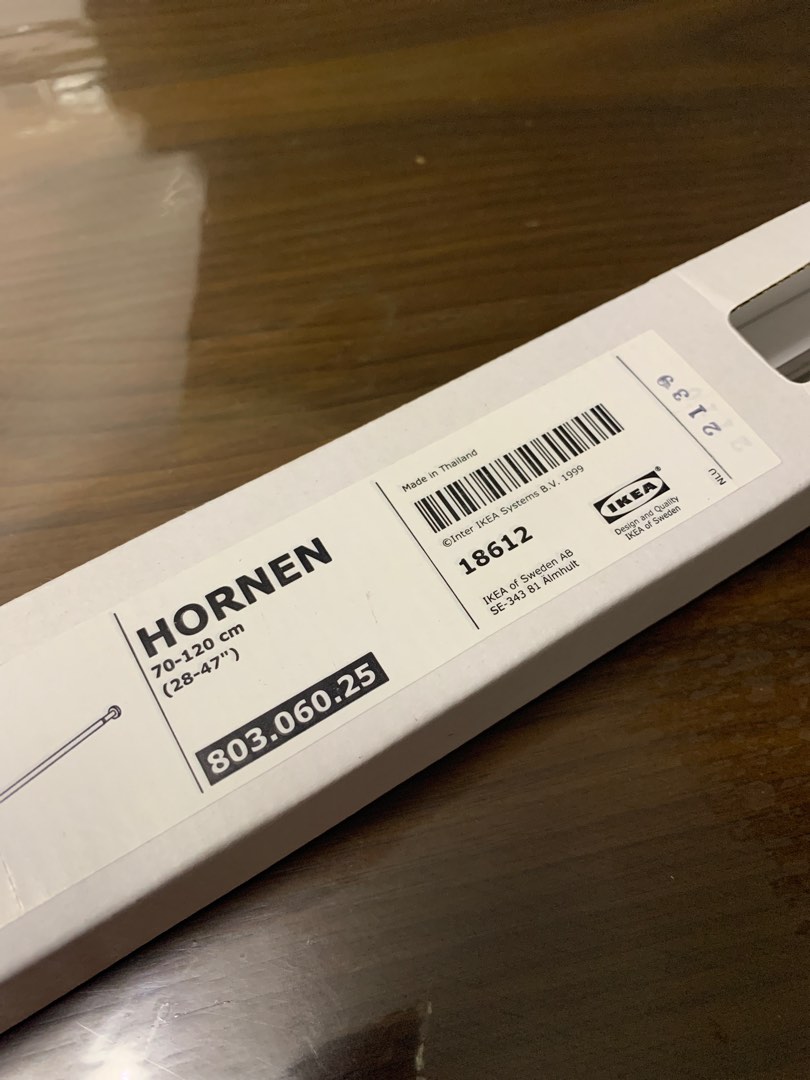 HORNEN
70-120 cm
(28-47")
803.060.25
Made in Thailand
©Inter IKEA Systems B.V. 1999
18612
IKEA of Sweden AB
SE-343 81 Älmhult
IKEA®
Design and Quality
IKEA of Sweden
2139
NLU